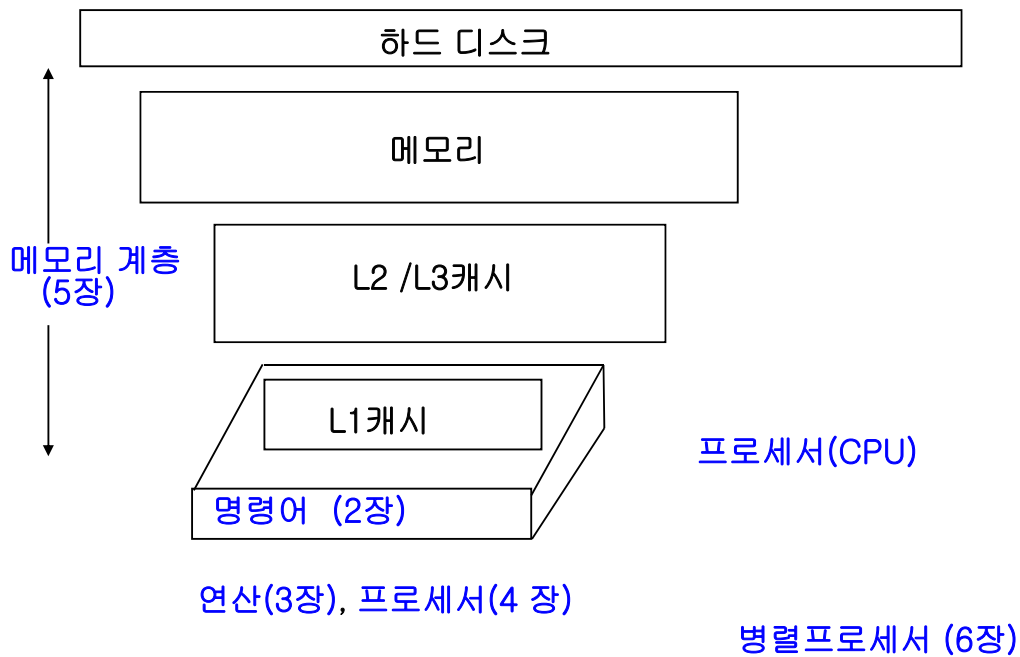 하드 디스크
메모리
메모리 계층
(5장)
L2 /L3캐시
L1캐시
프로세서(CPU)
명령어 (2장)
연산(3장), 프로세서(4 장)
병렬프로세서 (6장)